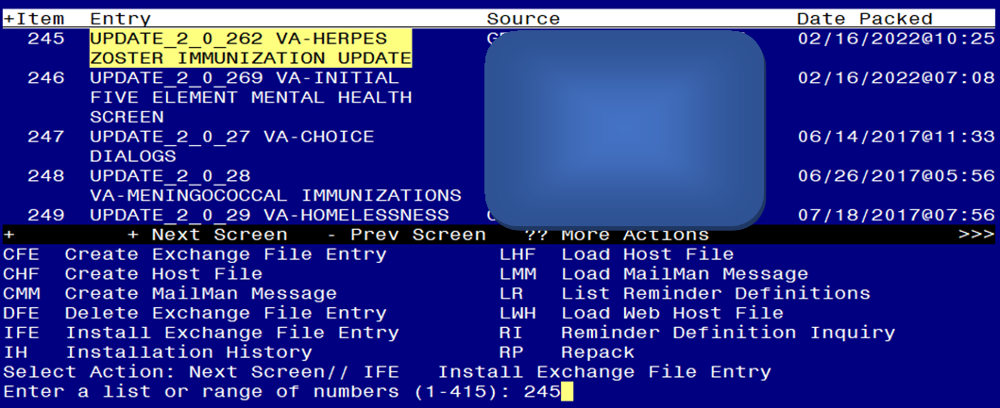 +Item Entry Source Date Packed
245 UPDATE_2_0_262 VA-HERPES 02/16/2022@10:25
ZOSTER IMMUNIZATION UPDATE
246 UPDATE_2_0_269 VA-INITIAL 02/16/2022@07:08
FIVE ELEMENT MENTAL HEALTH
SCREEN
247 UPDATE_2_0_27 VA-CHOICE 06/14/2017@11:33
DIALOGS
248 UPDATE_2_0_28 06/26/2017@05:56
VA-MENINGOCOCCAL IMMUNIZATIONS
249 UPDATE_2_0_29 VA-HOMELESSNESS 07/18/2017@07:56
+ + Next Screen - Prev Screen ?? More Actions >>>
CFE Create Exchange File Entry LHF Load Host File
CHF Create Host File LMM Load MailMan Message
CMM Create MailMan Message LR List Reminder Definitions
DFE Delete Exchange File Entry LWH Load Web Host File
IFE Install Exchange File Entry RI Reminder Definition Inquiry
IH Installation History RP Repack
Select Action: Next Screen// IFE Install Exchange File Entry
Enter a list or range of numbers (1-415): 245